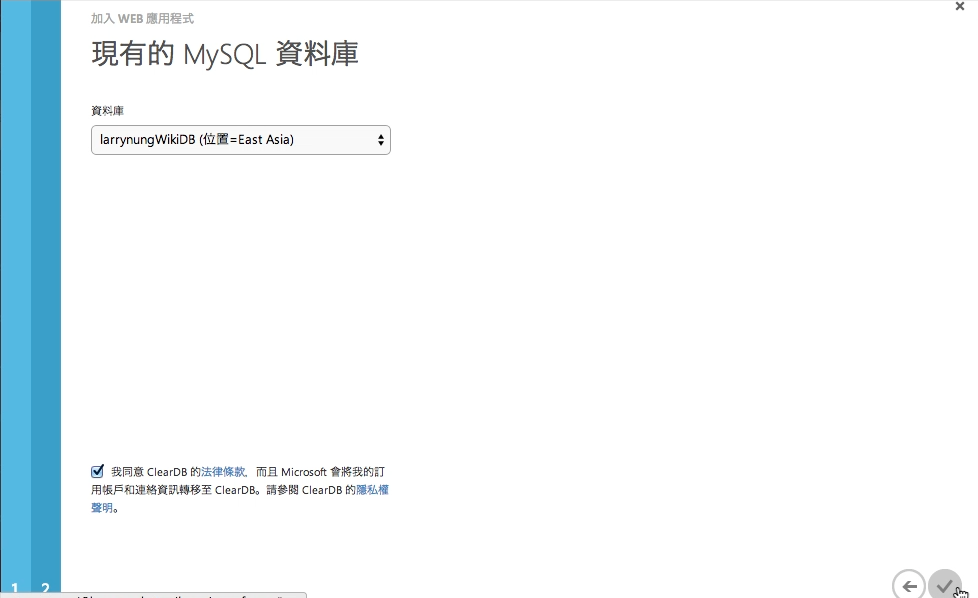 加入 WEB 應用程式
現有的 MySQL 資料庫
資料庫
larrynungWikiDB (位置=East Asia)
我同意 ClearDB 的法律條款，而且 Microsoft 會將我的訂
用帳戶和連絡資訊轉移至 ClearDB。請參閱 ClearDB 的隱私權
聲明。
1 2